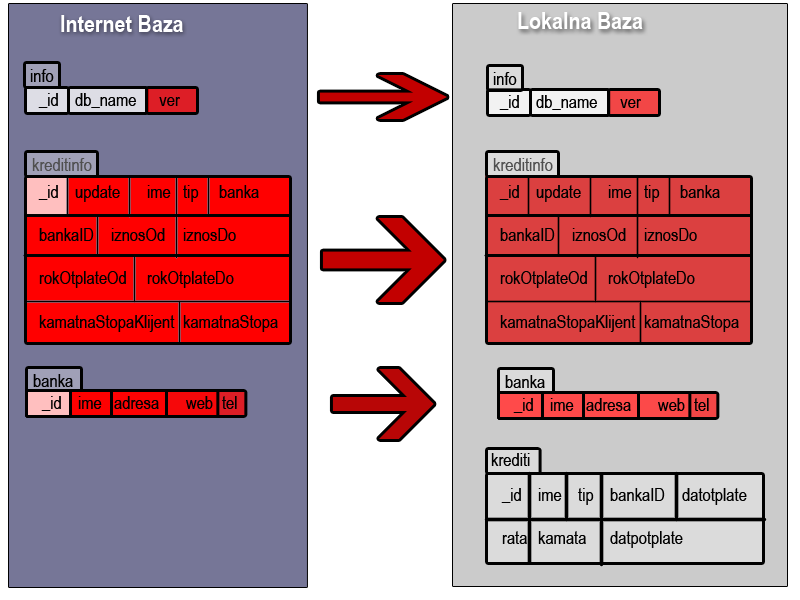 Internet Baza
info
_id db_name ver
kreditinfo
_id update ime tip banka
bankaID iznosOd iznosDo
rokOtplateOd rokOtplateDo
kamatnaStopaKlijent kamatnaStopa
banka
_id ime adresa web tel
Lokalna Baza
info
_id db_name ver
kreditinfo
_id update ime tip banka
bankaID iznosOd iznosDo
rokOtplateOd rokOtplateDo
kamatnaStopaKlijent kamatnaStopa
banka
_id ime adresa web tel
krediti
_id ime tip bankaID datotplate
rata kamata datpotplate